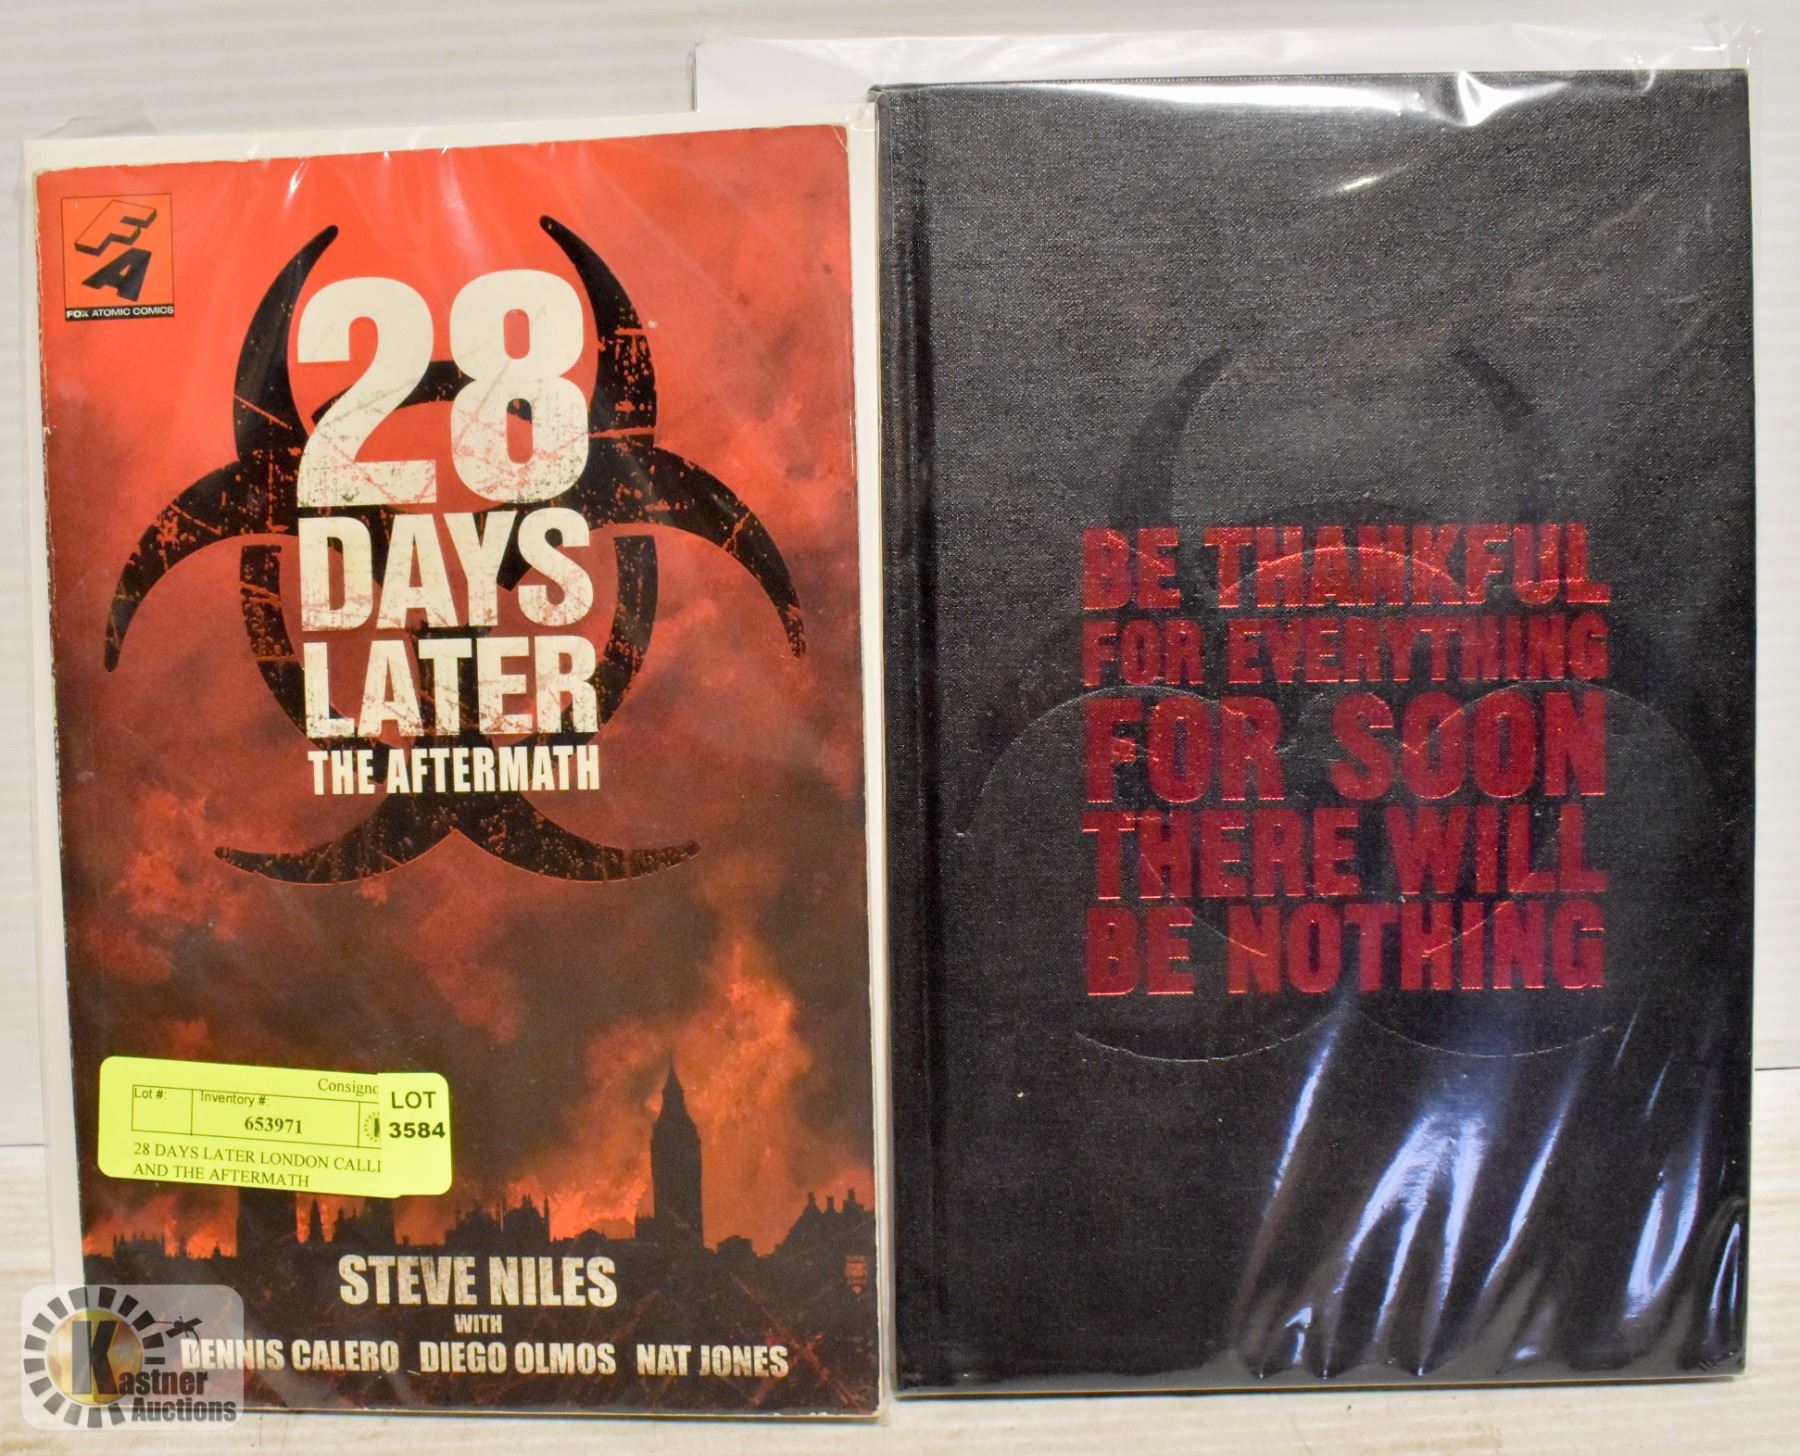 FA
FOX ATOMIC COMICS
28
DAYS
LATER
THE AFTERMATH
Consigno
Lot #:
Inventory #:
653971
LOT
3584
28 DAYS LATER LONDON CALLI
AND THE AFTERMATH
STEVE NILES
WITH
DENNIS CALERO DIEGO OLMOS NAT JONES
K
Kastner
Auctions
BE THANKFUL
FOR EVERYTHING
FOR SOON
THERE WILL
BE NOTHING